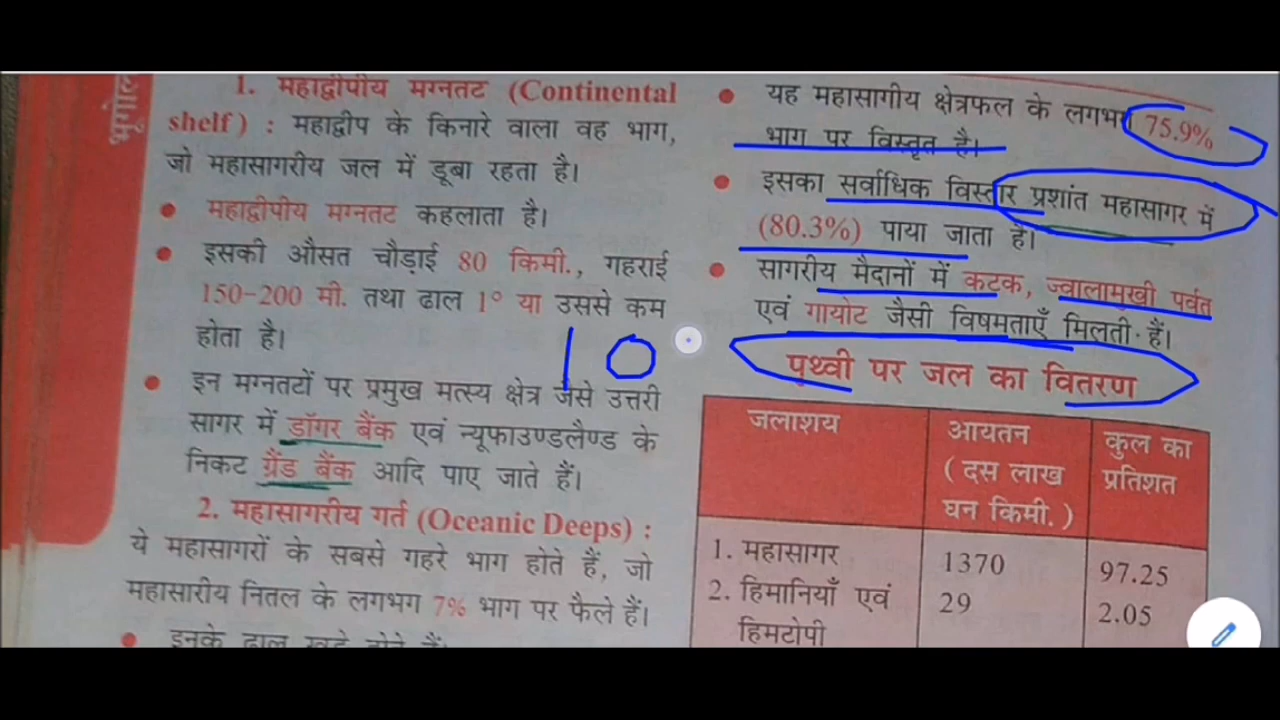 भूगोल
1. महाद्वीपीय मग्नतट (Continental
shelf) : महाद्वीप के किनारे वाला वह भाग,
जो महासागरीय जल में डूबा रहता है।
महाद्वीपीय मग्नतट कहलाता है।
इसकी औसत चौड़ाई 80 किमी., गहराई
150-200 मी. तथा ढाल 1° या उससे कम
होता है।
10
इन मग्नतटों पर प्रमुख मत्स्य क्षेत्र जैसे उत्तरी
सागर में डॉगर बैंक एवं न्यूफाउण्डलैण्ड के
निकट ग्रैंड बैंक आदि पाए जाते हैं।
2. महासागरीय गर्त (Oceanic Deeps) :
ये महासागरों के सबसे गहरे भाग होते हैं, जो
महासारीय नितल के लगभग 7% भाग पर फैले हैं।
इनके ढाल खड़े होते हैं।
यह महासागीय क्षेत्रफल के लगभग 75.9%
भाग पर विस्तृत है।
इसका सर्वाधिक विस्तार प्रशांत महासागर में
(80.3%) पाया जाता है।
सागरीय मैदानों में कटक, ज्वालामुखी पर्वत
एवं गायोट जैसी विषमताएँ मिलती हैं।
पृथ्वी पर जल का वितरण
जलाशय आयतन कुल का
( दस लाख प्रतिशत
घन किमी. )
1. महासागर 1370 97.25
2. हिमानियाँ एवं 29 2.05
हिमटोपी